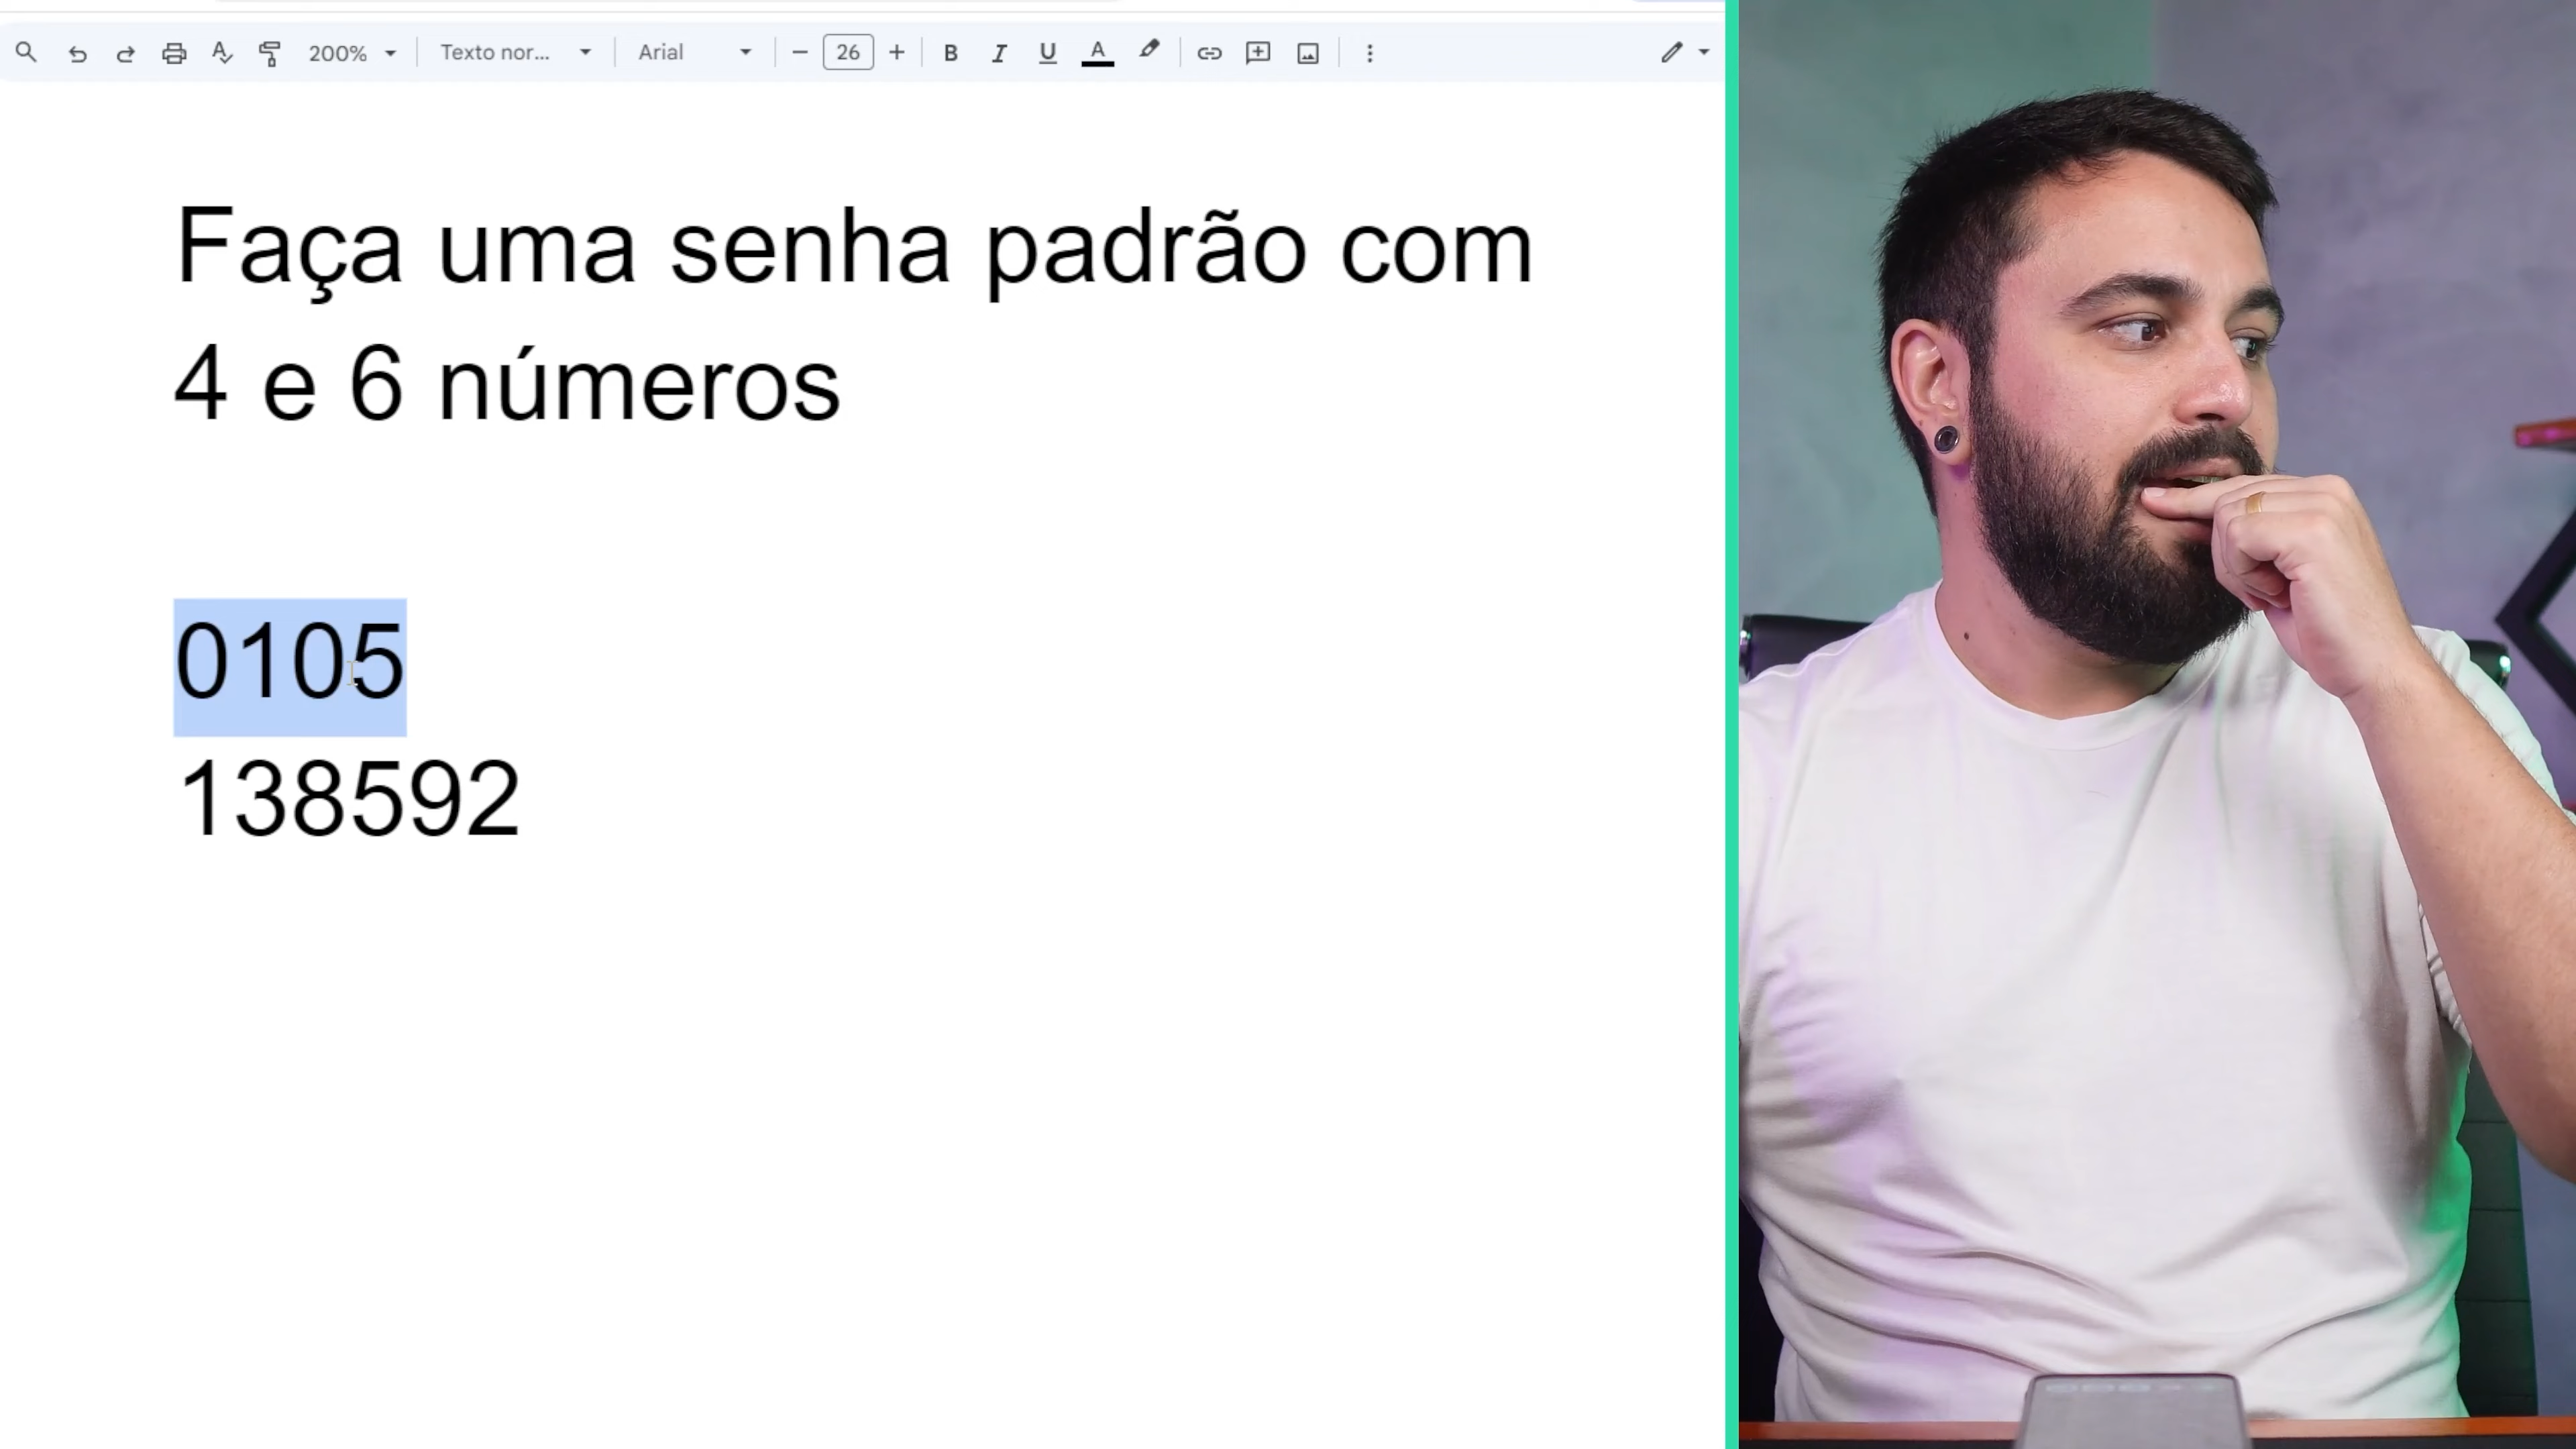 200% Texto nor... Arial 26 B I U A
Faça uma senha padrão com
4 e 6 números
0105
138592